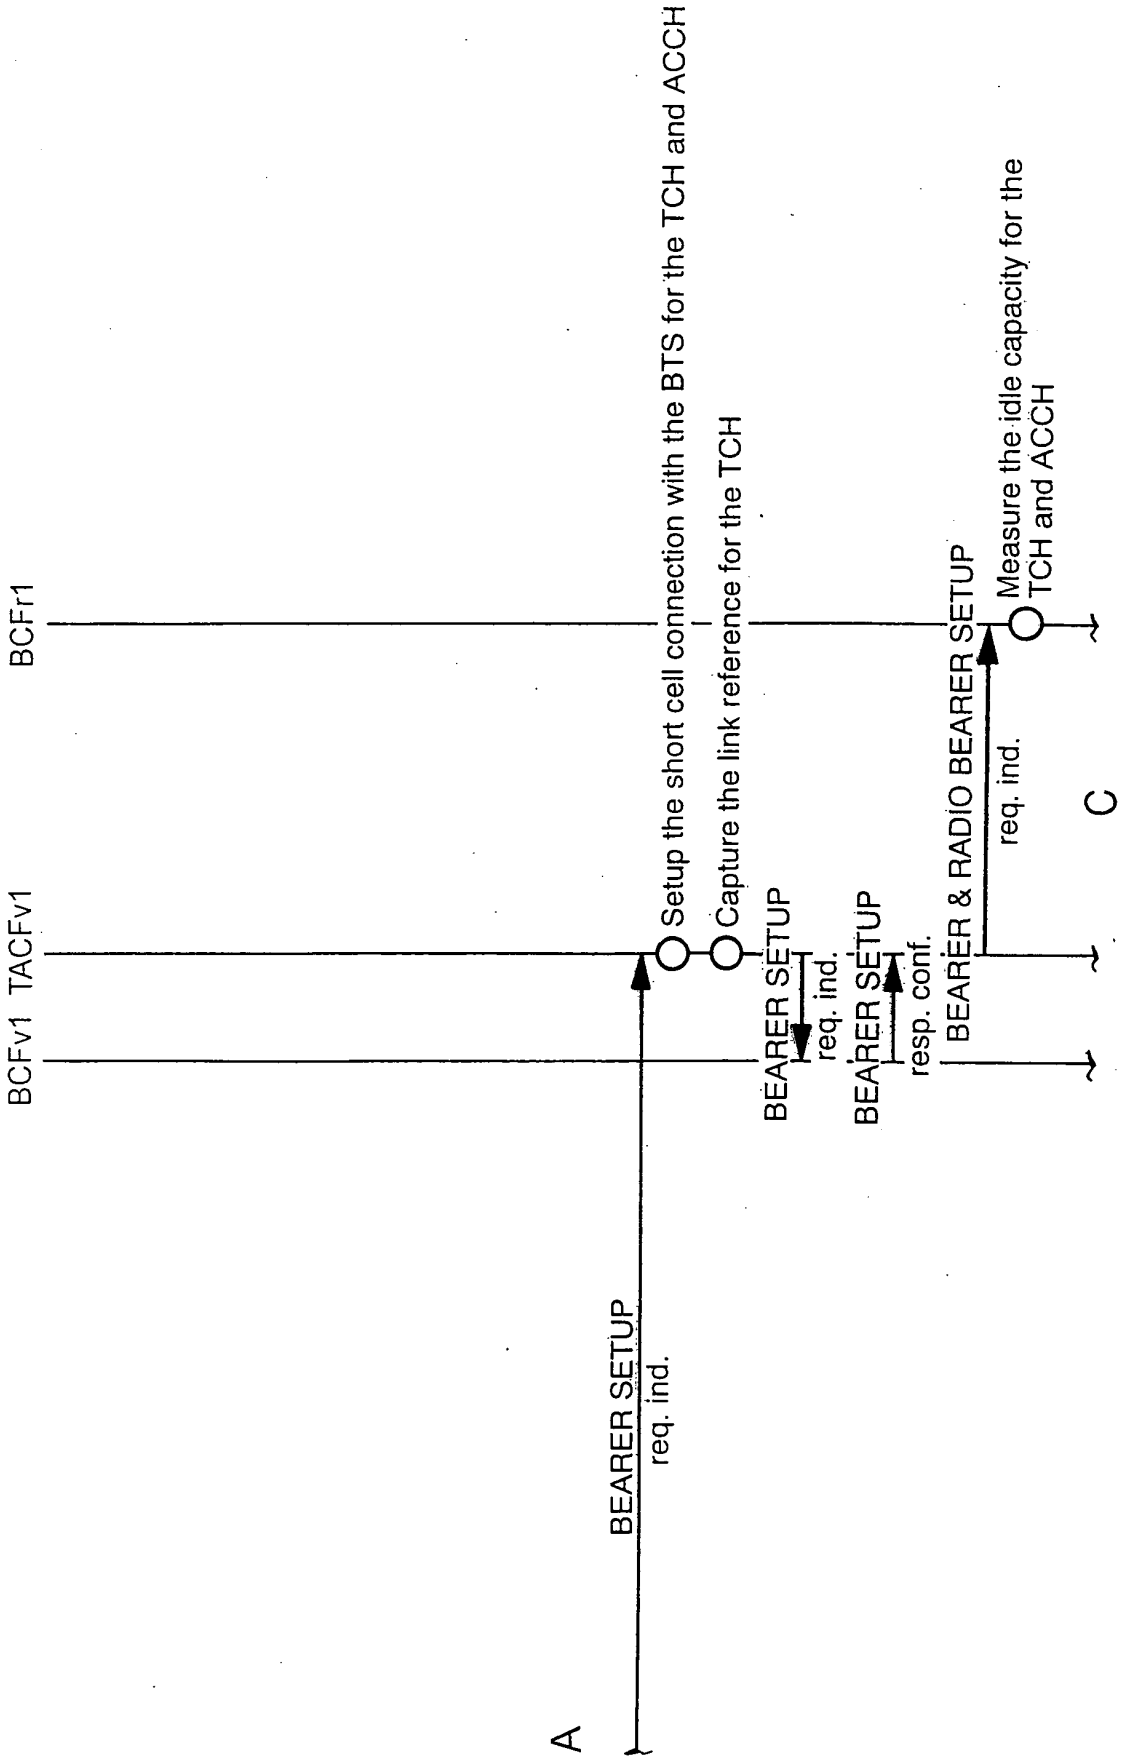 BCFv1 TACFv1 BCFr1
A
BEARER SETUP
req. ind.
Setup the short cell connection with the BTS for the TCH and ACCH
Capture the link reference for the TCH
BEARER SETUP
req. ind.
BEARER SETUP
resp. conf.
BEARER & RADIO BEARER SETUP
req. ind.
Measure the idle capacity for the
TCH and ACCH
C